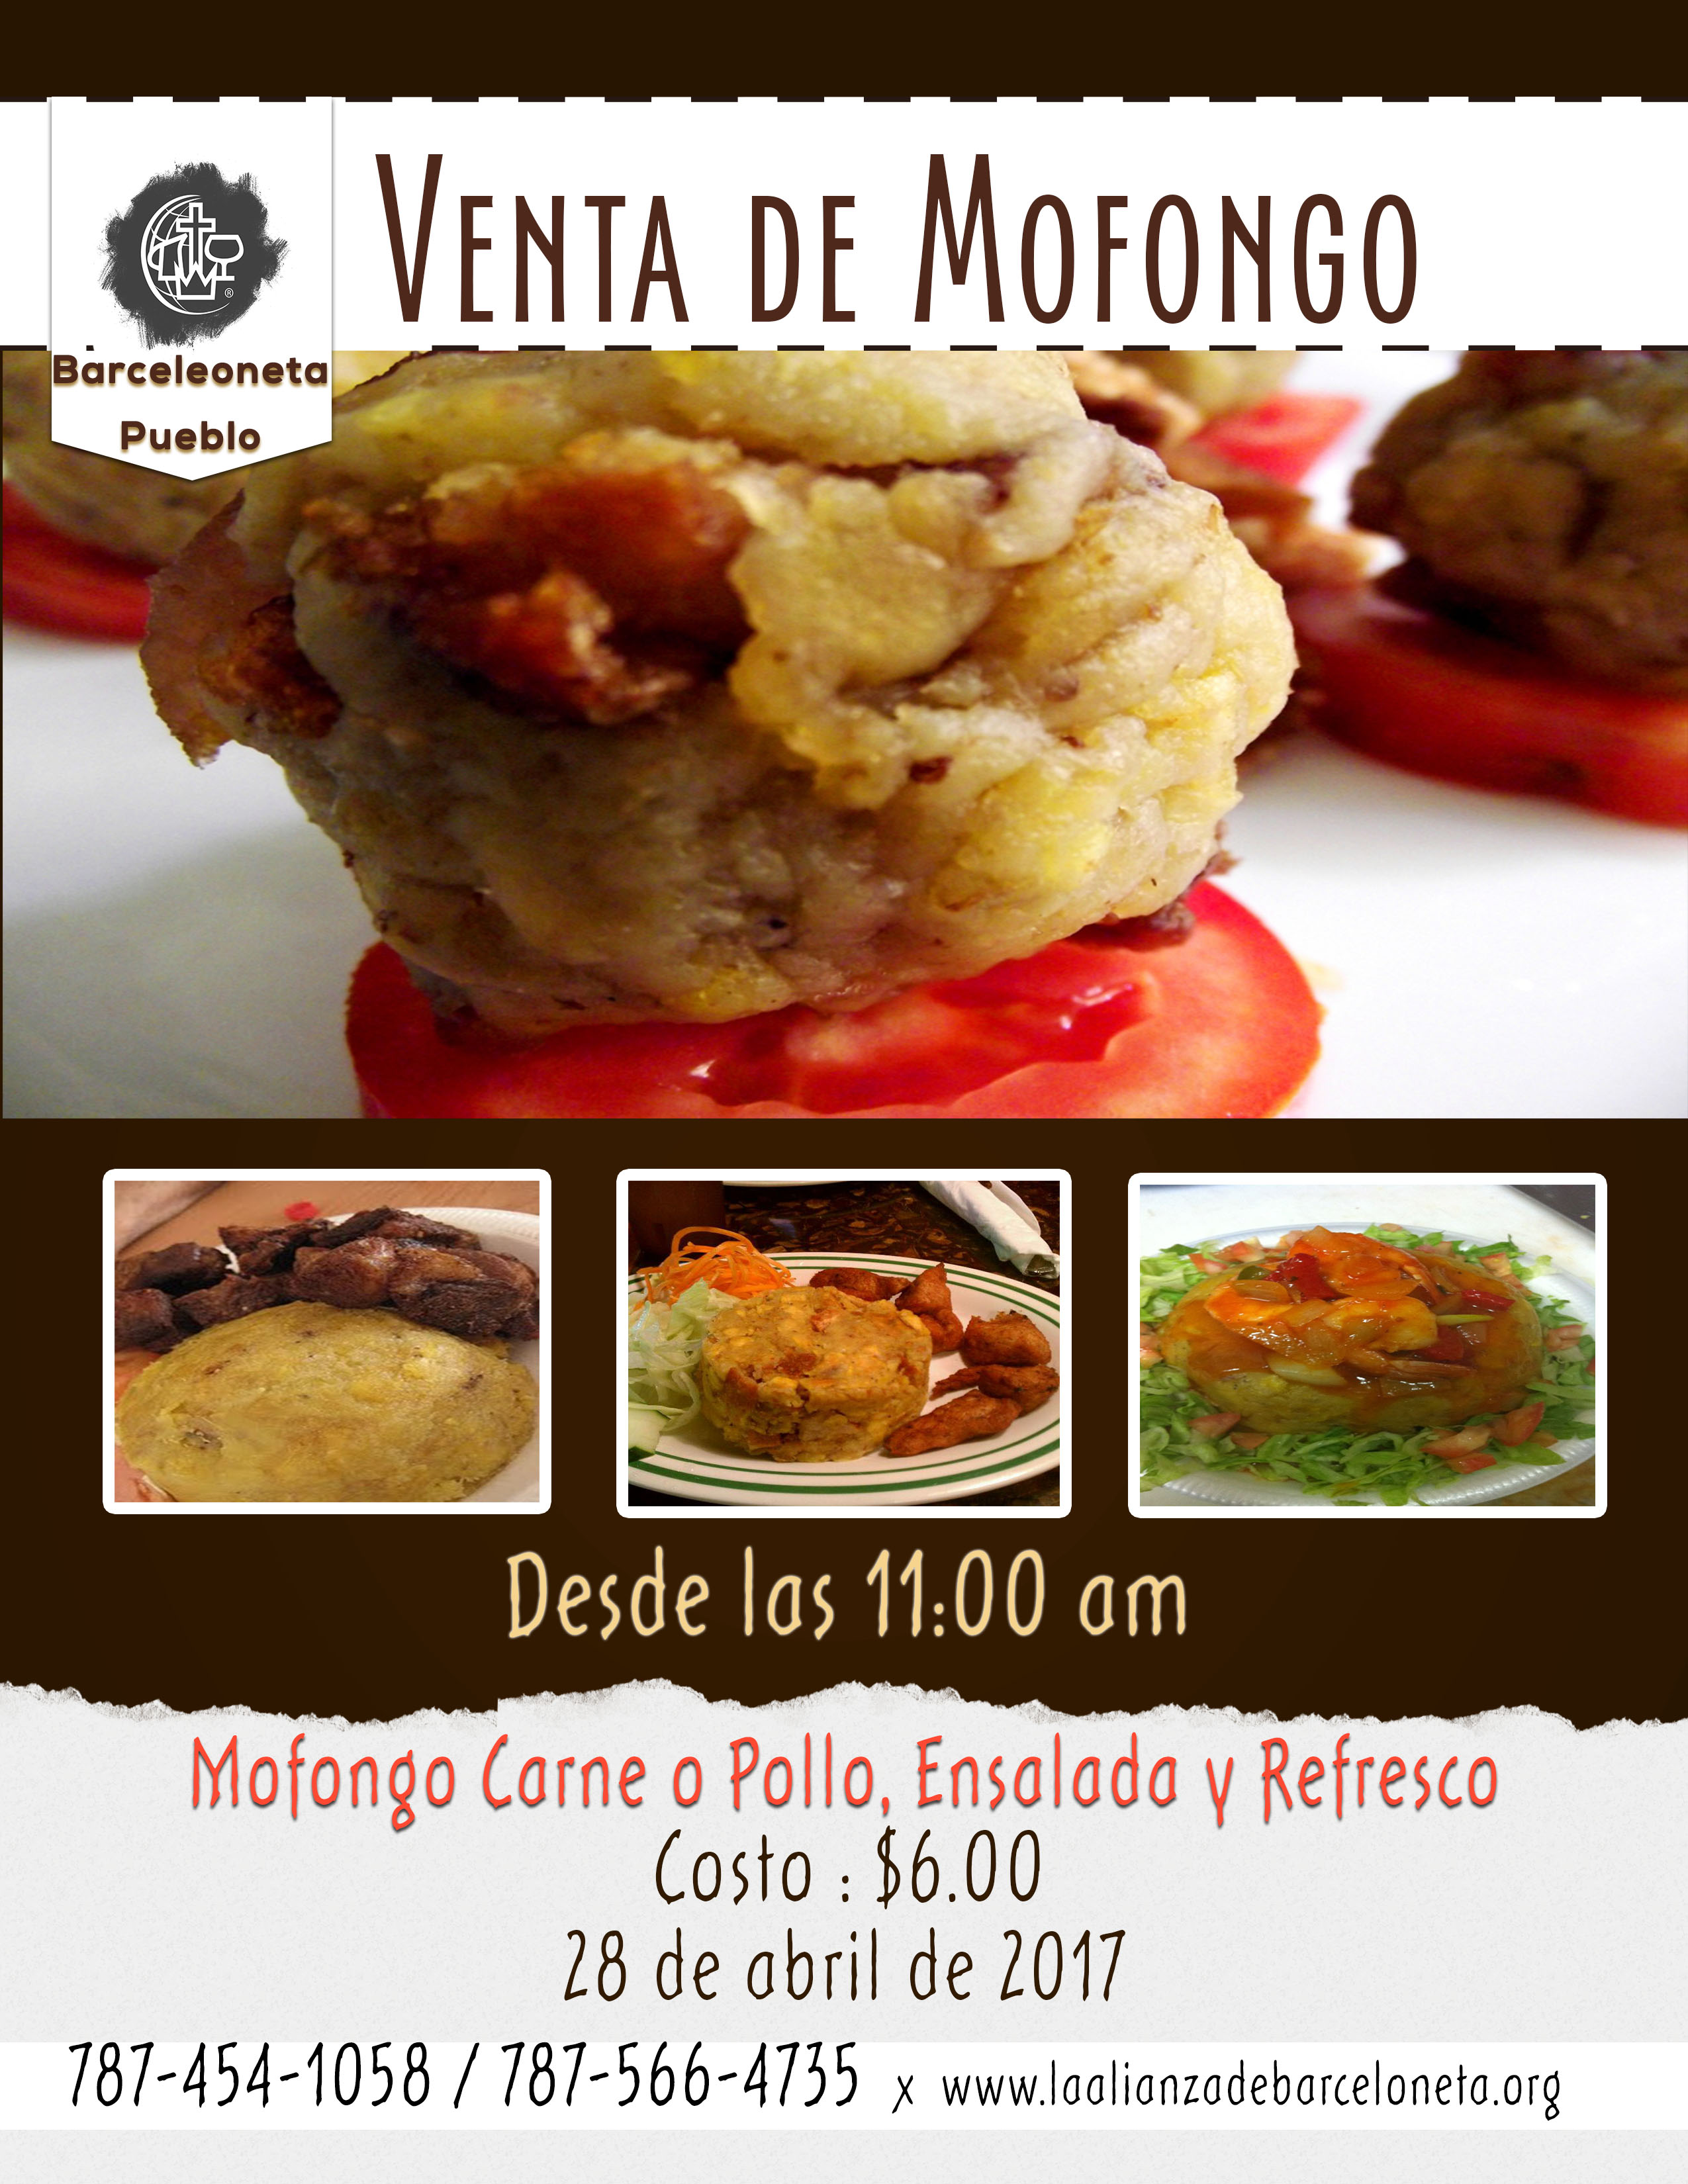 Venta de Mofongo
®
Barceleoneta
Pueblo
Desde las 11:00 am
Mofongo Carne o Pollo, Ensalada y Refresco
Costo : $6.00
28 de abril de 2017
787-454-1058 / 787-566-4735 x www.laalianzadebarceloneta.org